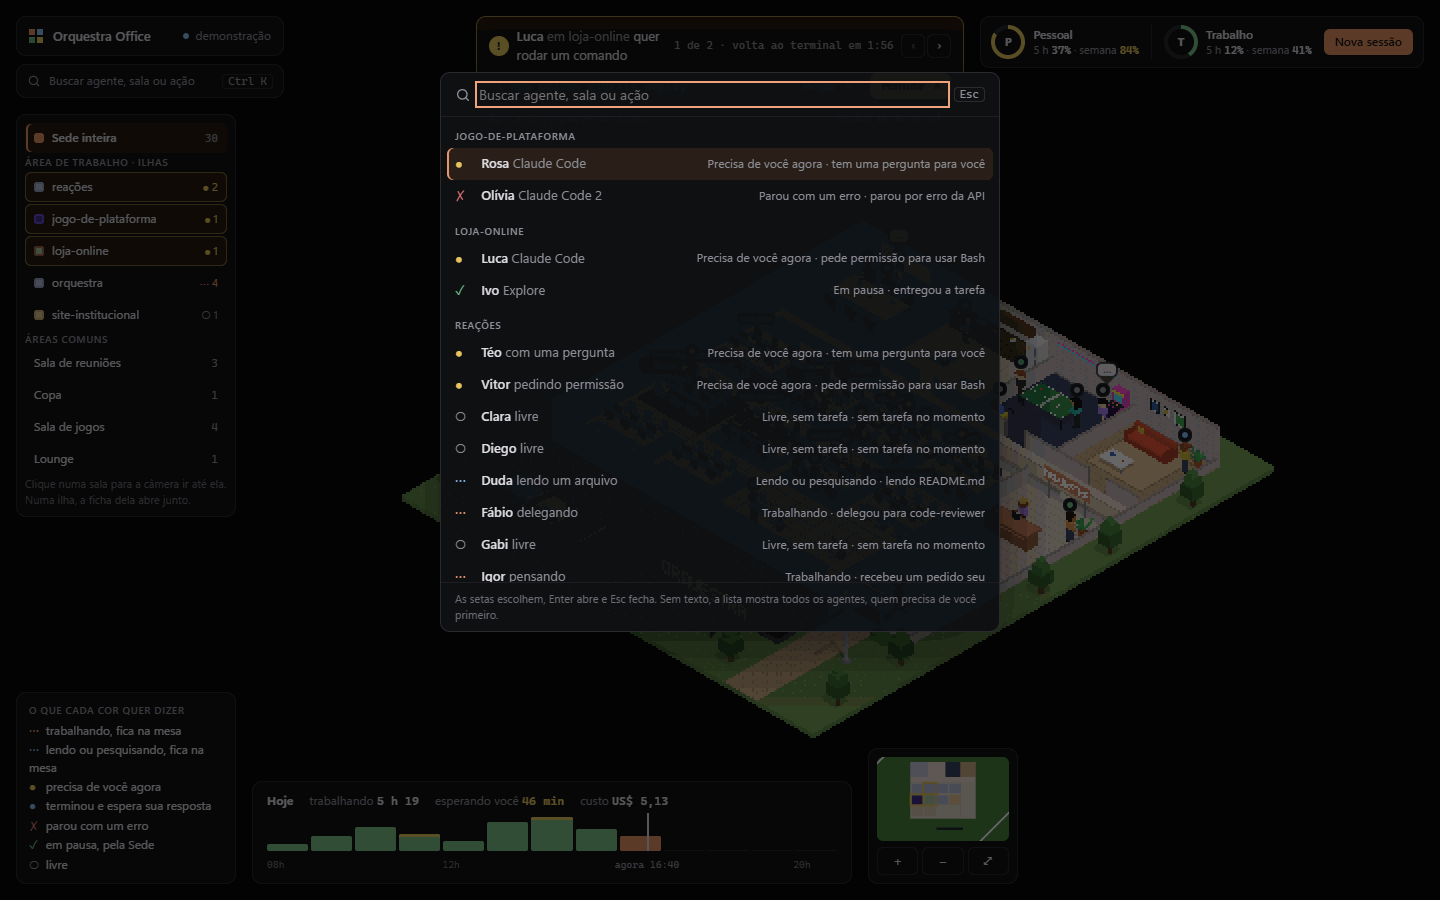 Orquestra Office
demonstração
Luca em loja-online quer
rodar um comando
1 de 2 · volta ao terminal em 1:56
P
Pessoal
5 h 37% · semana 84%
T
Trabalho
5 h 12% · semana 41%
Nova sessão
Buscar agente, sala ou ação
Ctrl K
Buscar agente, sala ou ação
Esc
Sede inteira 30
ÁREA DE TRABALHO · ILHAS
reações 2
jogo-de-plataforma 1
loja-online 1
orquestra ··· 4
site-institucional 1
ÁREAS COMUNS
Sala de reuniões 3
Copa 1
Sala de jogos 4
Lounge 1
Clique numa sala para a câmera ir até ela.
Numa ilha, a ficha dela abre junto.
JOGO-DE-PLATAFORMA
Rosa Claude Code Precisa de você agora · tem uma pergunta para você
Olívia Claude Code 2 Parou com um erro · parou por erro da API
LOJA-ONLINE
Luca Claude Code Precisa de você agora · pede permissão para usar Bash
Ivo Explore Em pausa · entregou a tarefa
REAÇÕES
Téo com uma pergunta Precisa de você agora · tem uma pergunta para você
Vitor pedindo permissão Precisa de você agora · pede permissão para usar Bash
Clara livre Livre, sem tarefa · sem tarefa no momento
Diego livre Livre, sem tarefa · sem tarefa no momento
Duda lendo um arquivo Lendo ou pesquisando · lendo README.md
Fábio delegando Trabalhando · delegou para code-reviewer
Gabi livre Livre, sem tarefa · sem tarefa no momento
Igor pensando Trabalhando · recebeu um pedido seu
As setas escolhem, Enter abre e Esc fecha. Sem texto, a lista mostra todos os agentes, quem precisa de você
primeiro.
O QUE CADA COR QUER DIZER
trabalhando, fica na mesa
lendo ou pesquisando, fica na
mesa
precisa de você agora
terminou e espera sua resposta
parou com um erro
em pausa, pela Sede
livre
Hoje trabalhando 5 h 19 esperando você 46 min custo US$ 5,13
08h 12h agora 16:40 20h
+ −